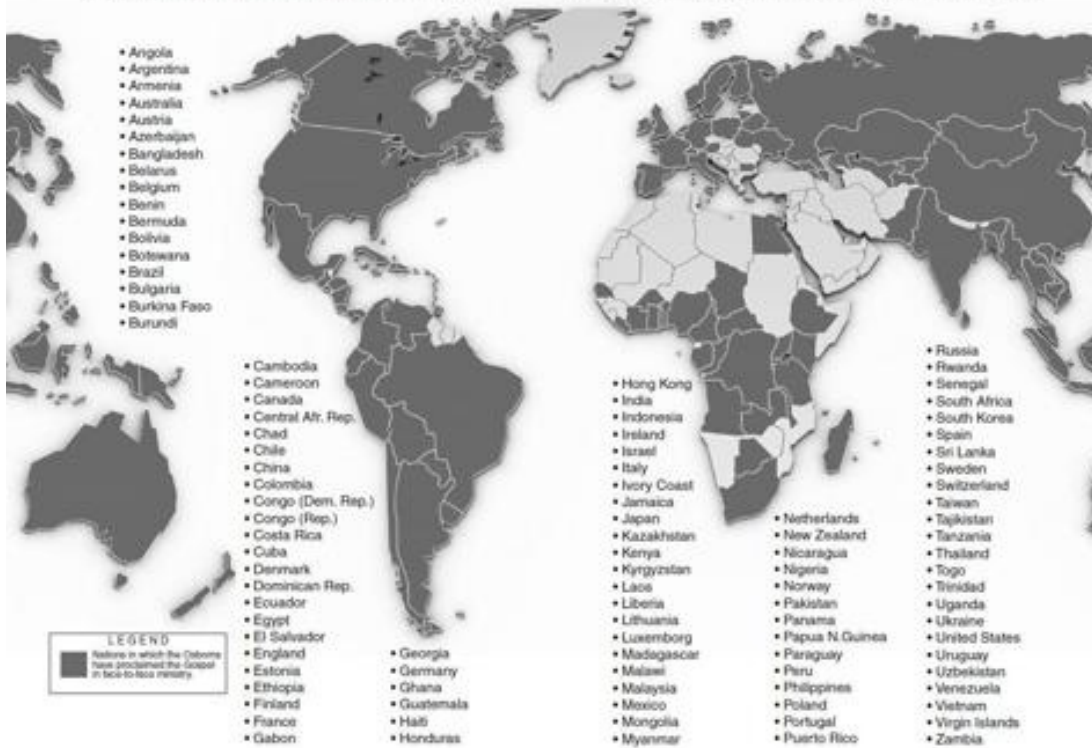 • Angola
• Argentina
• Armenia
• Australia
• Austria
• Azerbaijan
• Bangladesh
• Belarus
• Belgium
• Benin
• Bermuda
• Bolivia
• Botswana
• Brazil
• Bulgaria
• Burkina Faso
• Burundi
• Cambodia
• Cameroon
• Canada
• Central Afr. Rep.
• Chad
• Chile
• China
• Colombia
• Congo (Dem. Rep.)
• Congo (Rep.)
• Costa Rica
• Cuba
• Denmark
• Dominican Rep.
• Ecuador
• Egypt
• El Salvador
• England
• Estonia
• Ethiopia
• Finland
• France
• Gabon
• Georgia
• Germany
• Ghana
• Guatemala
• Haiti
• Honduras
• Hong Kong
• India
• Indonesia
• Ireland
• Israel
• Italy
• Ivory Coast
• Jamaica
• Japan
• Kazakhstan
• Kenya
• Kyrgyzstan
• Laos
• Liberia
• Lithuania
• Luxemborg
• Madagascar
• Malawi
• Malaysia
• Mexico
• Mongolia
• Myanmar
• Netherlands
• New Zealand
• Nicaragua
• Nigeria
• Norway
• Pakistan
• Panama
• Papua N.Guinea
• Paraguay
• Peru
• Philippines
• Poland
• Portugal
• Puerto Rico
• Russia
• Rwanda
• Senegal
• South Africa
• South Korea
• Spain
• Sri Lanka
• Sweden
• Switzerland
• Taiwan
• Tajikistan
• Tanzania
• Thailand
• Togo
• Trinidad
• Uganda
• Ukraine
• United States
• Uruguay
• Uzbekistan
• Venezuela
• Vietnam
• Virgin Islands
• Zambia
LEGEND
Nations in which the Osborns
have proclaimed the Gospel
in face-to-face ministry.